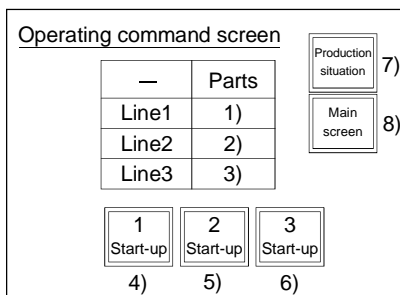 Operating command screen
Production situation
7)
Main screen
8)
— Parts
Line1 1)
Line2 2)
Line3 3)
1 Start-up
2 Start-up
3 Start-up
4) 5) 6)